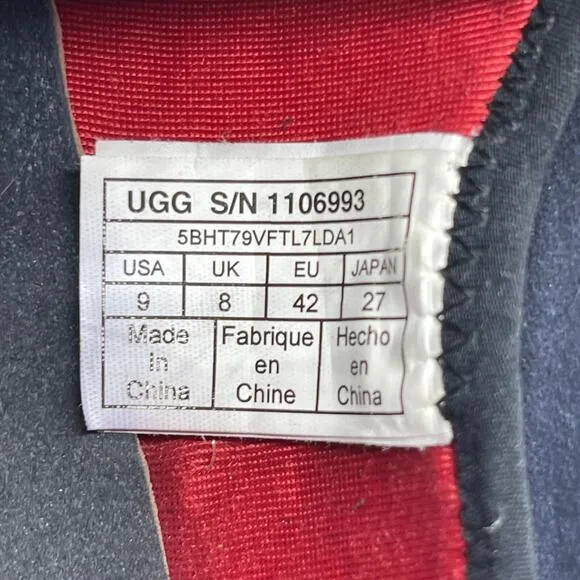 UGG S/N 1106993
5BHT79VFTL7LDA1
USA UK EU JAPAN
9 8 42 27
Made Fabrique Hecho
in en en
China Chine China